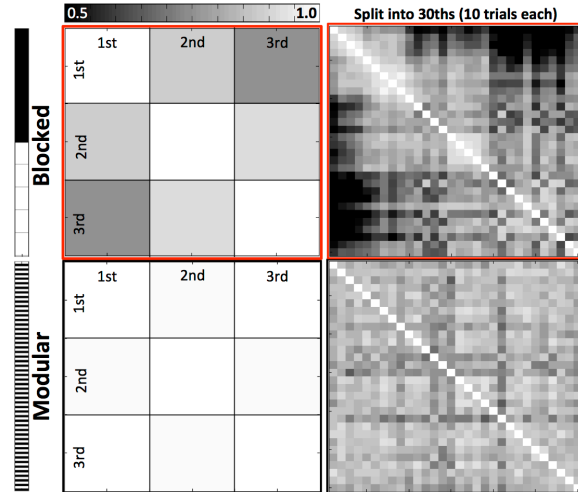 0.5 1.0
Split into 30ths (10 trials each)
Blocked
1st 2nd 3rd
1st
2nd
3rd
Modular
1st 2nd 3rd
1st
2nd
3rd